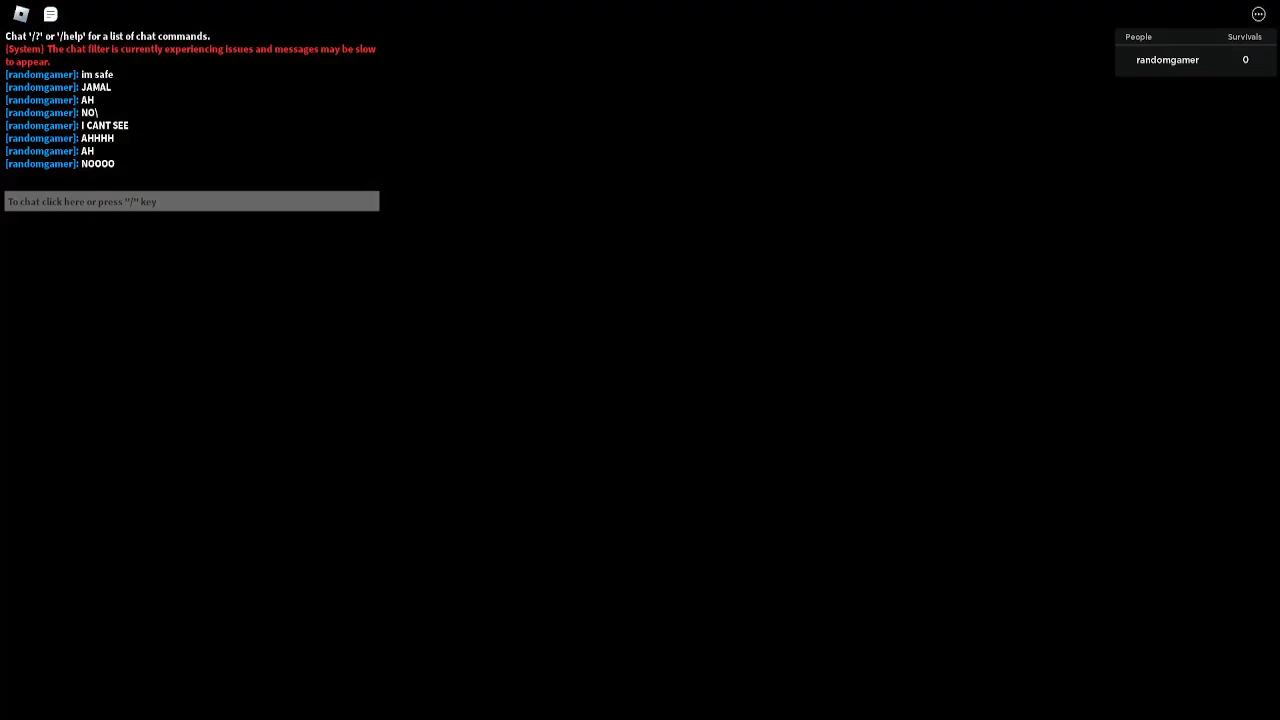 Chat '/?' or '/help' for a list of chat commands.
{System} The chat filter is currently experiencing issues and messages may be slow
to appear.
[randomgamer]: im safe
[randomgamer]: JAMAL
[randomgamer]: AH
[randomgamer]: NO\
[randomgamer]: I CANT SEE
[randomgamer]: AHHHH
[randomgamer]: AH
[randomgamer]: NOOOO
To chat click here or press "/" key
People Survivals
randomgamer 0